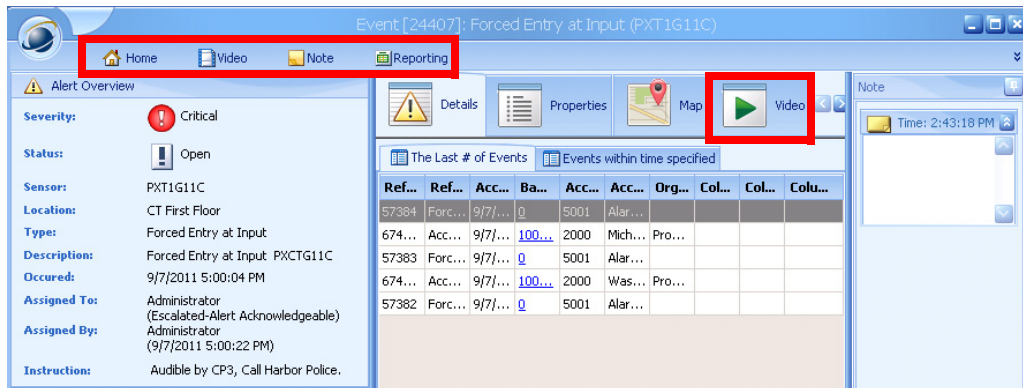 Event [24407]: Forced Entry at Input (PXT1G11C)
Home Video Note Reporting
Alert Overview
Severity: Critical
Status: Open
Sensor: PXT1G11C
Location: CT First Floor
Type: Forced Entry at Input
Description: Forced Entry at Input PXCTG11C
Occured: 9/7/2011 5:00:04 PM
Assigned To: Administrator
(Escalated-Alert Acknowledgeable)
Assigned By: Administrator
(9/7/2011 5:00:22 PM)
Instruction: Audible by CP3, Call Harbor Police.
Details Properties Map Video
The Last # of Events Events within time specified
Ref... Ref... Acc... Ba... Acc... Acc... Org... Col... Col... Colu...
57384 Forc... 9/7/... 0 5001 Alar...
674... Acc... 9/7/... 100... 2000 Mich... Pro...
57383 Forc... 9/7/... 0 5001 Alar...
674... Acc... 9/7/... 100... 2000 Was... Pro...
57382 Forc... 9/7/... 0 5001 Alar...
Note
Time: 2:43:18 PM